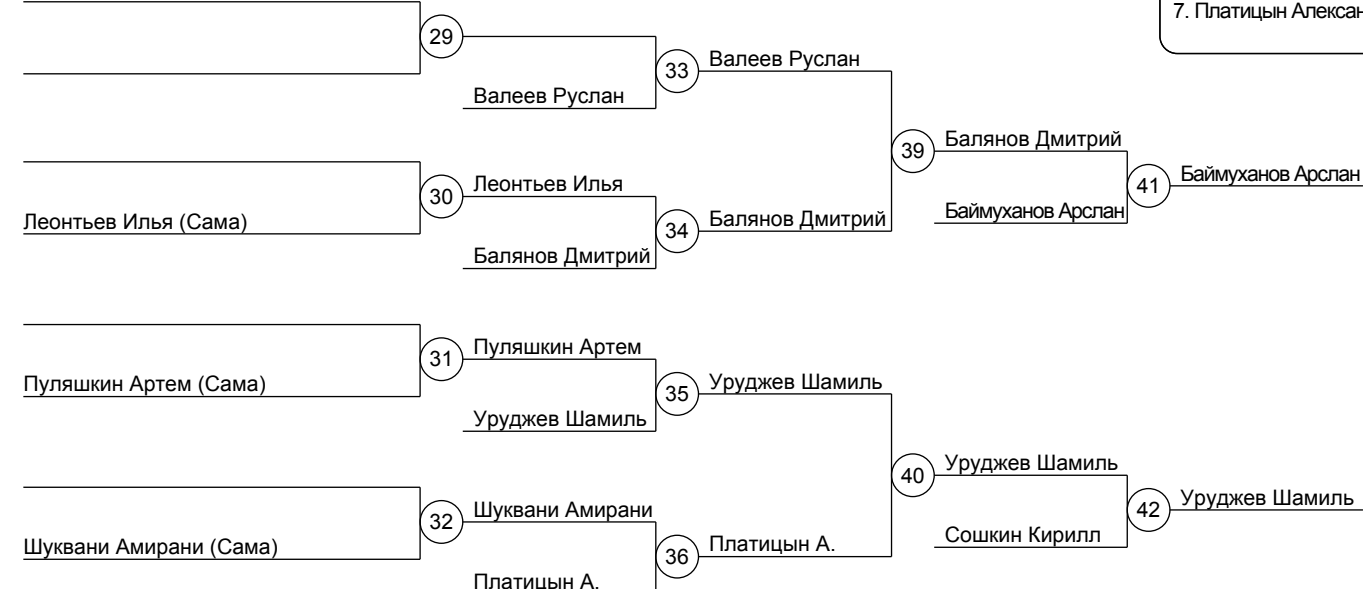 7. Платицын Алексан
29
Валеев Руслан
33
Валеев Руслан
39
Балянов Дмитрий
41
Баймуханов Арслан
30
Леонтьев Илья
Леонтьев Илья (Сама)
34
Балянов Дмитрий
Баймуханов Арслан
Балянов Дмитрий
31
Пуляшкин Артем
Пуляшкин Артем (Сама)
35
Уруджев Шамиль
Уруджев Шамиль
40
Уруджев Шамиль
42
Уруджев Шамиль
32
Шуквани Амирани
Сошкин Кирилл
Шуквани Амирани (Сама)
36
Платицын А.
Платицын А.